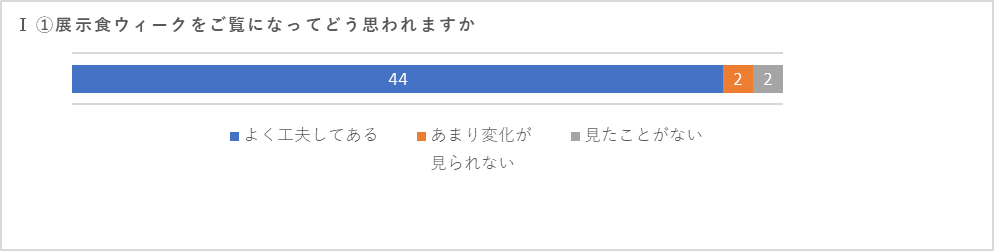 Ⅰ ①展示食ウィークをご覧になってどう思われますか
44 2 2
よく工夫してある あまり変化が 見たことがない
見られない